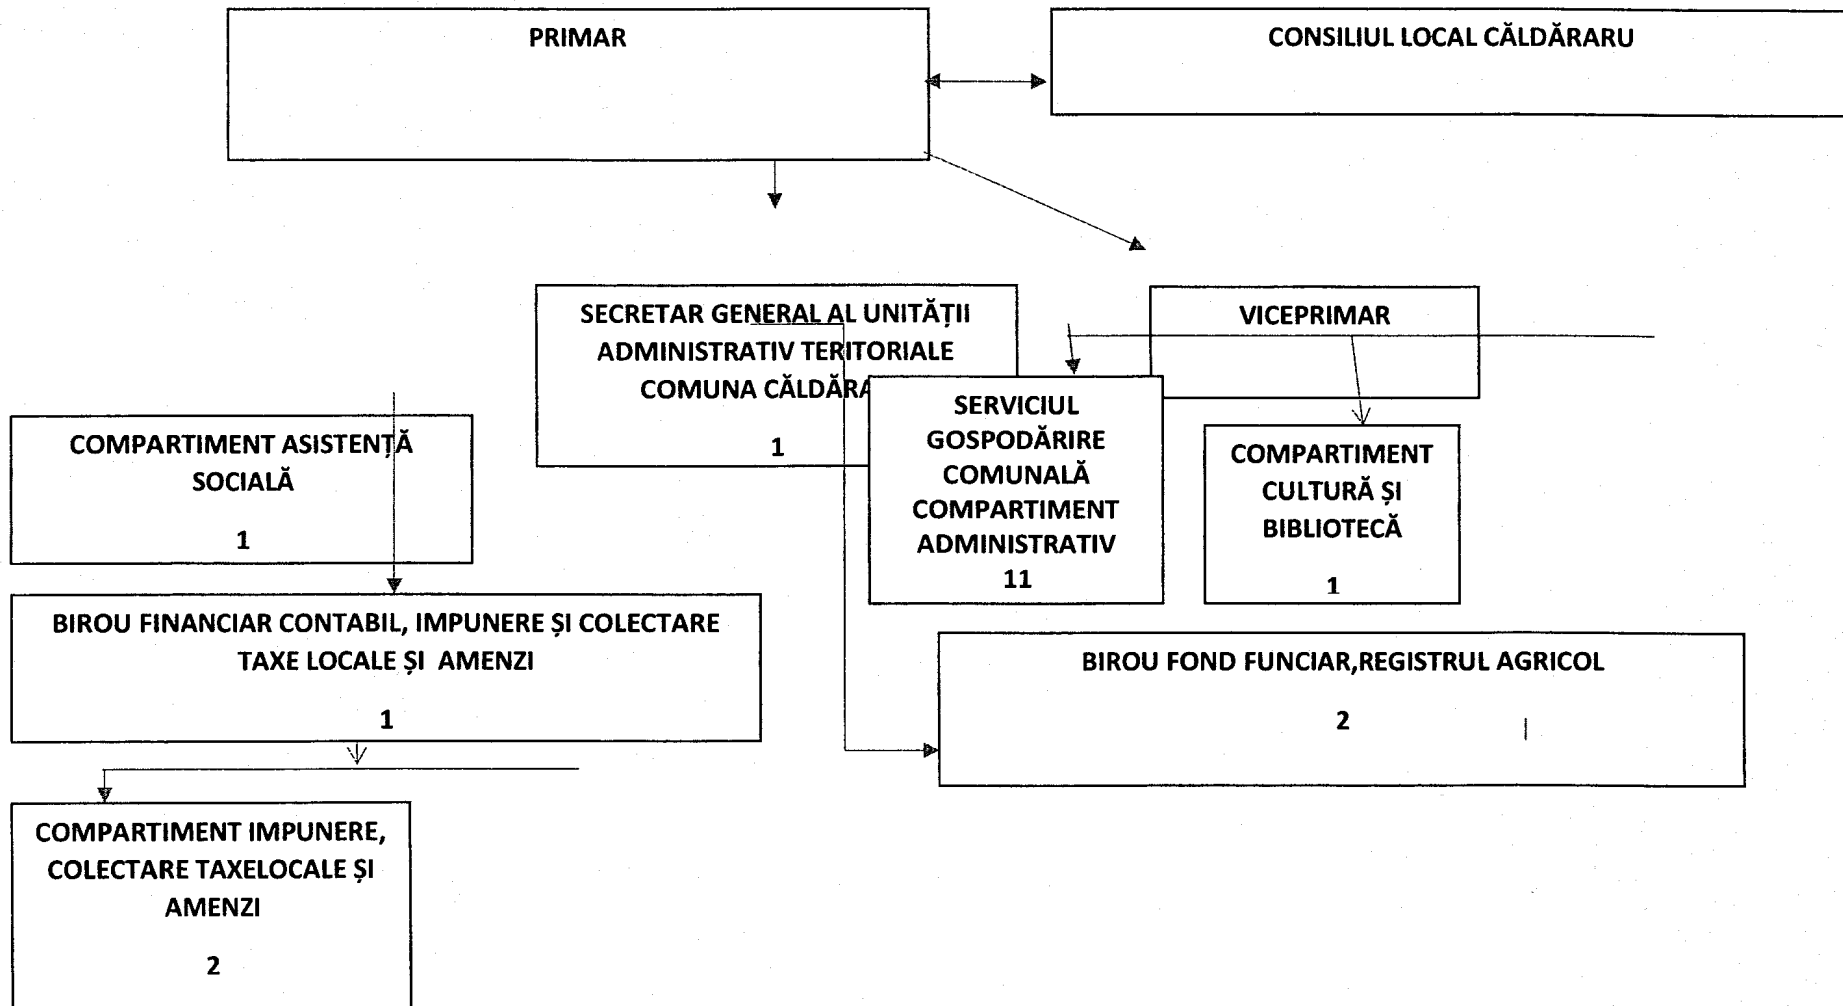 PRIMAR
CONSILIUL LOCAL CĂLDĂRARU
SECRETAR GENERAL AL UNITĂȚII
ADMINISTRATIV TERITORIALE
COMUNA CĂLDĂRA
1
VICEPRIMAR
SERVICIUL
GOSPODĂRIRE
COMUNALĂ
COMPARTIMENT
ADMINISTRATIV
11
COMPARTIMENT
CULTURĂ ȘI
BIBLIOTECĂ
1
COMPARTIMENT ASISTENȚĂ
SOCIALĂ
1
BIROU FINANCIAR CONTABIL, IMPUNERE ȘI COLECTARE
TAXE LOCALE ȘI AMENZI
1
BIROU FOND FUNCIAR,REGISTRUL AGRICOL
2
COMPARTIMENT IMPUNERE,
COLECTARE TAXELOCALE ȘI
AMENZI
2